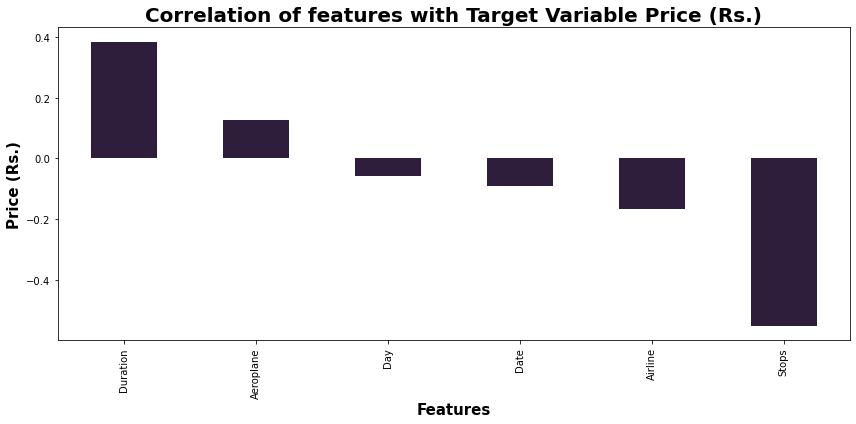 Correlation of features with Target Variable Price (Rs.)
Price (Rs.)
0.4
0.2
0.0
−0.2
−0.4
Duration
Aeroplane
Day
Date
Airline
Stops
Features